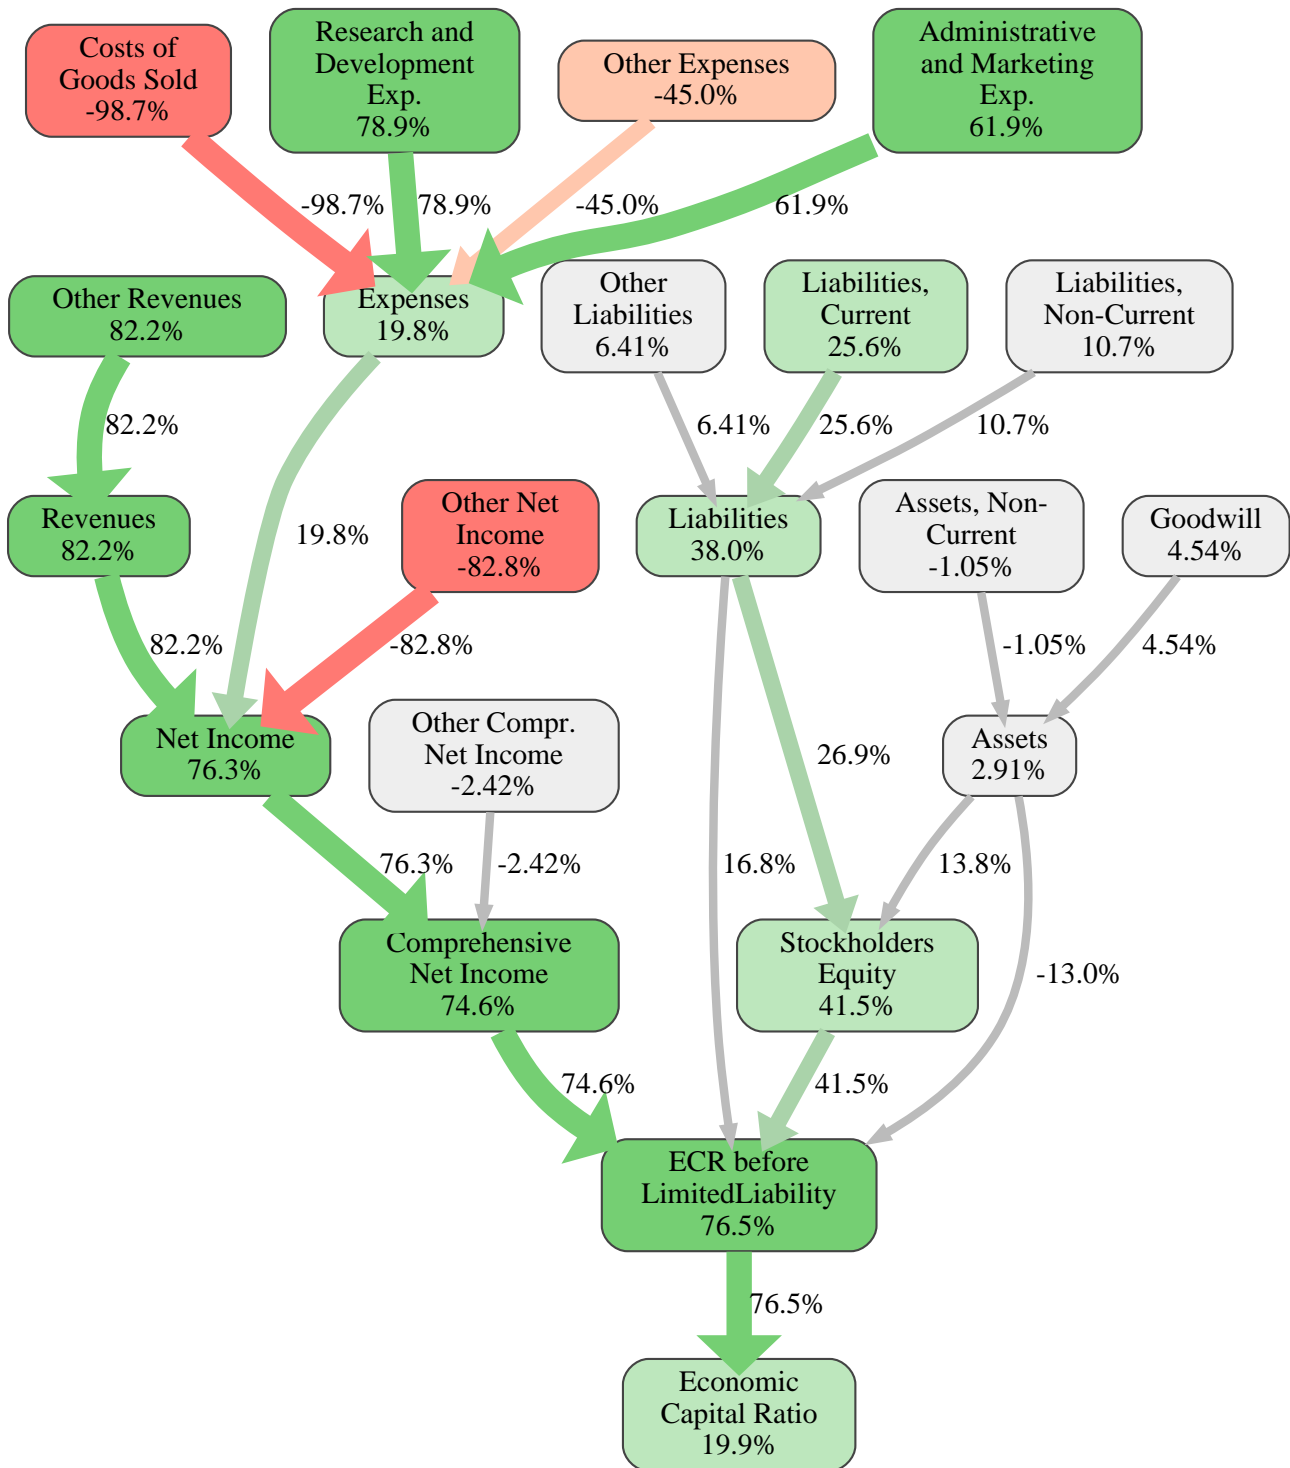 Costs of
Goods Sold
-98.7%
Research and
Development
Exp.
78.9%
Other Expenses
-45.0%
Administrative
and Marketing
Exp.
61.9%
-98.7%
78.9%
-45.0%
61.9%
Other Revenues
82.2%
Expenses
19.8%
Other
Liabilities
6.41%
Liabilities,
Current
25.6%
Liabilities,
Non-Current
10.7%
82.2%
6.41%
25.6%
10.7%
Revenues
82.2%
19.8%
Other Net
Income
-82.8%
Liabilities
38.0%
Assets, Non-
Current
-1.05%
Goodwill
4.54%
82.2%
-82.8%
-1.05%
4.54%
Net Income
76.3%
Other Compr.
Net Income
-2.42%
26.9%
Assets
2.91%
76.3%
-2.42%
16.8%
13.8%
Comprehensive
Net Income
74.6%
Stockholders
Equity
41.5%
-13.0%
74.6%
41.5%
ECR before
LimitedLiability
76.5%
76.5%
Economic
Capital Ratio
19.9%